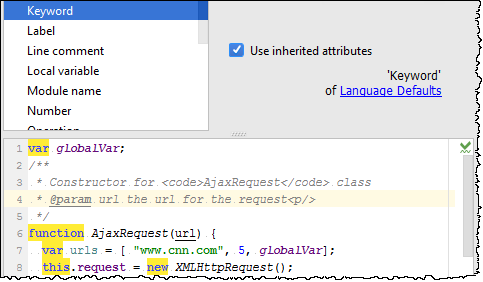 Keyword
Label
Line comment
Local variable
Module name
Number
Use inherited attributes
'Keyword'
of Language Defaults
1 var globalVar;
2 /**
3 * Constructor for <code>AjaxRequest</code> class
4 * @param url the url for the request<p/>
5 */
6 function AjaxRequest(url) {
7 var urls = [ "www.cnn.com", 5, globalVar];
8 this.request = new XMLHttpRequest();